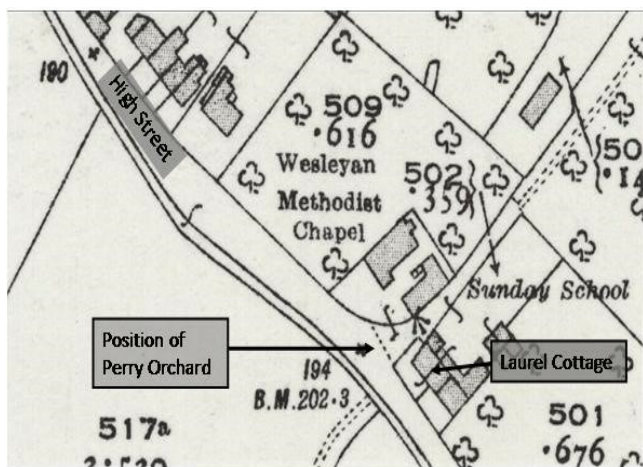 190
High Street
509
.616
Wesleyan
Methodist
Chapel
502
.359
50
.14
Sunday School
Position of
Perry Orchard
194
B.M.202.3
Laurel Cottage
517a
501
.676